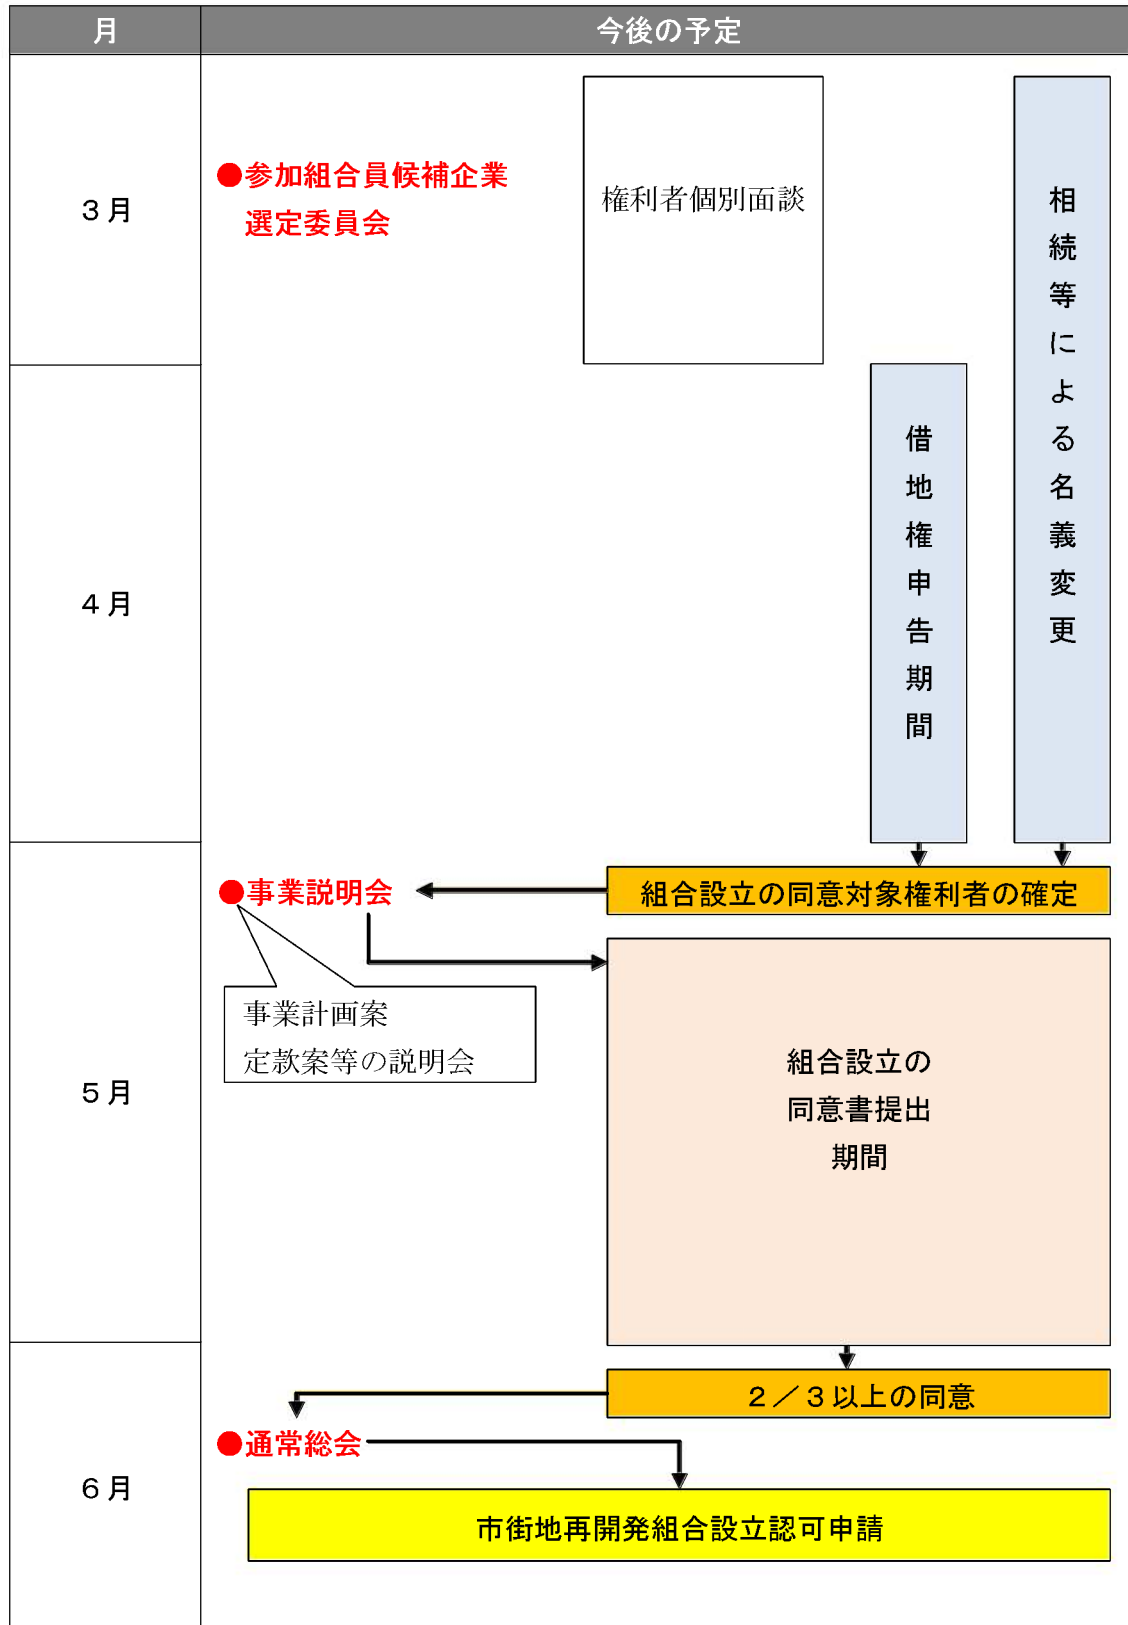 月
今後の予定
3月
●参加組合員候補企業
選定委員会
権利者個別面談
相続等による名義変更
4月
借地権申告期間
5月
●事業説明会
組合設立の同意対象権利者の確定
事業計画案
定款案等の説明会
組合設立の
同意書提出
期間
6月
2／3以上の同意
●通常総会
市街地再開発組合設立認可申請